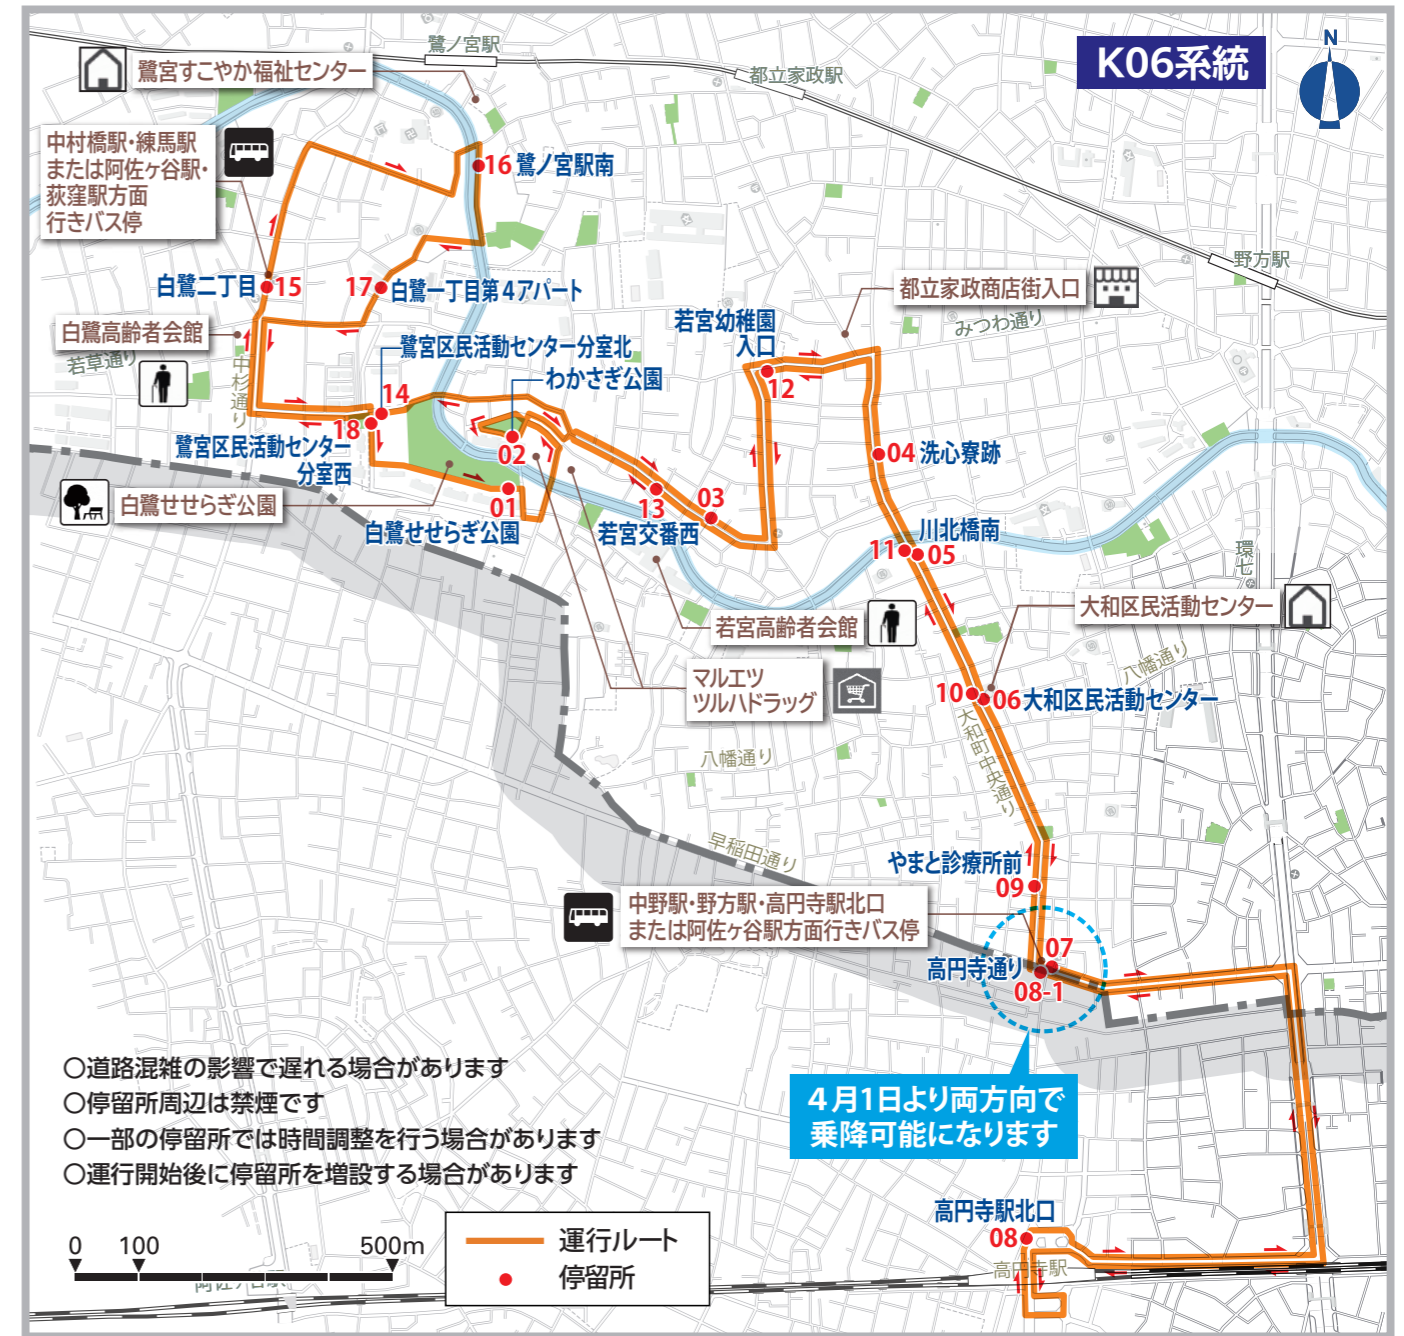 鷺ノ宮駅
鷺宮すこやか福祉センター
都立家政駅
K06系統
N
中村橋駅・練馬駅
または阿佐ヶ谷駅・
荻窪駅方面
行きバス停
16 鷺ノ宮駅南
野方駅
白鷺二丁目 15
17 白鷺一丁目第4アパート
都立家政商店街入口
みつわ通り
白鷺高齢者会館
若草通り
中杉通り
鷺宮区民活動センター分室北
わかさぎ公園
若宮幼稚園
入口
12
14
18
鷺宮区民活動センター
分室西
02
04 洗心寮跡
白鷺せせらぎ公園
01
白鷺せせらぎ公園
13
03
若宮交番西
11
05
川北橋南
環七
若宮高齢者会館
大和区民活動センター
八幡通り
マルエツ
ツルハドラッグ
10
06 大和区民活動センター
大和町中央通り
八幡通り
早稲田通り
やまと診療所前
09
中野駅・野方駅・高円寺駅北口
または阿佐ヶ谷駅方面行きバス停
07
高円寺通り
08-1
4月1日より両方向で
乗降可能になります
○道路混雑の影響で遅れる場合があります
○停留所周辺は禁煙です
○一部の停留所では時間調整を行う場合があります
○運行開始後に停留所を増設する場合があります
高円寺駅北口
08
高円寺駅
0 100 500m
阿佐ヶ谷駅
運行ルート
停留所